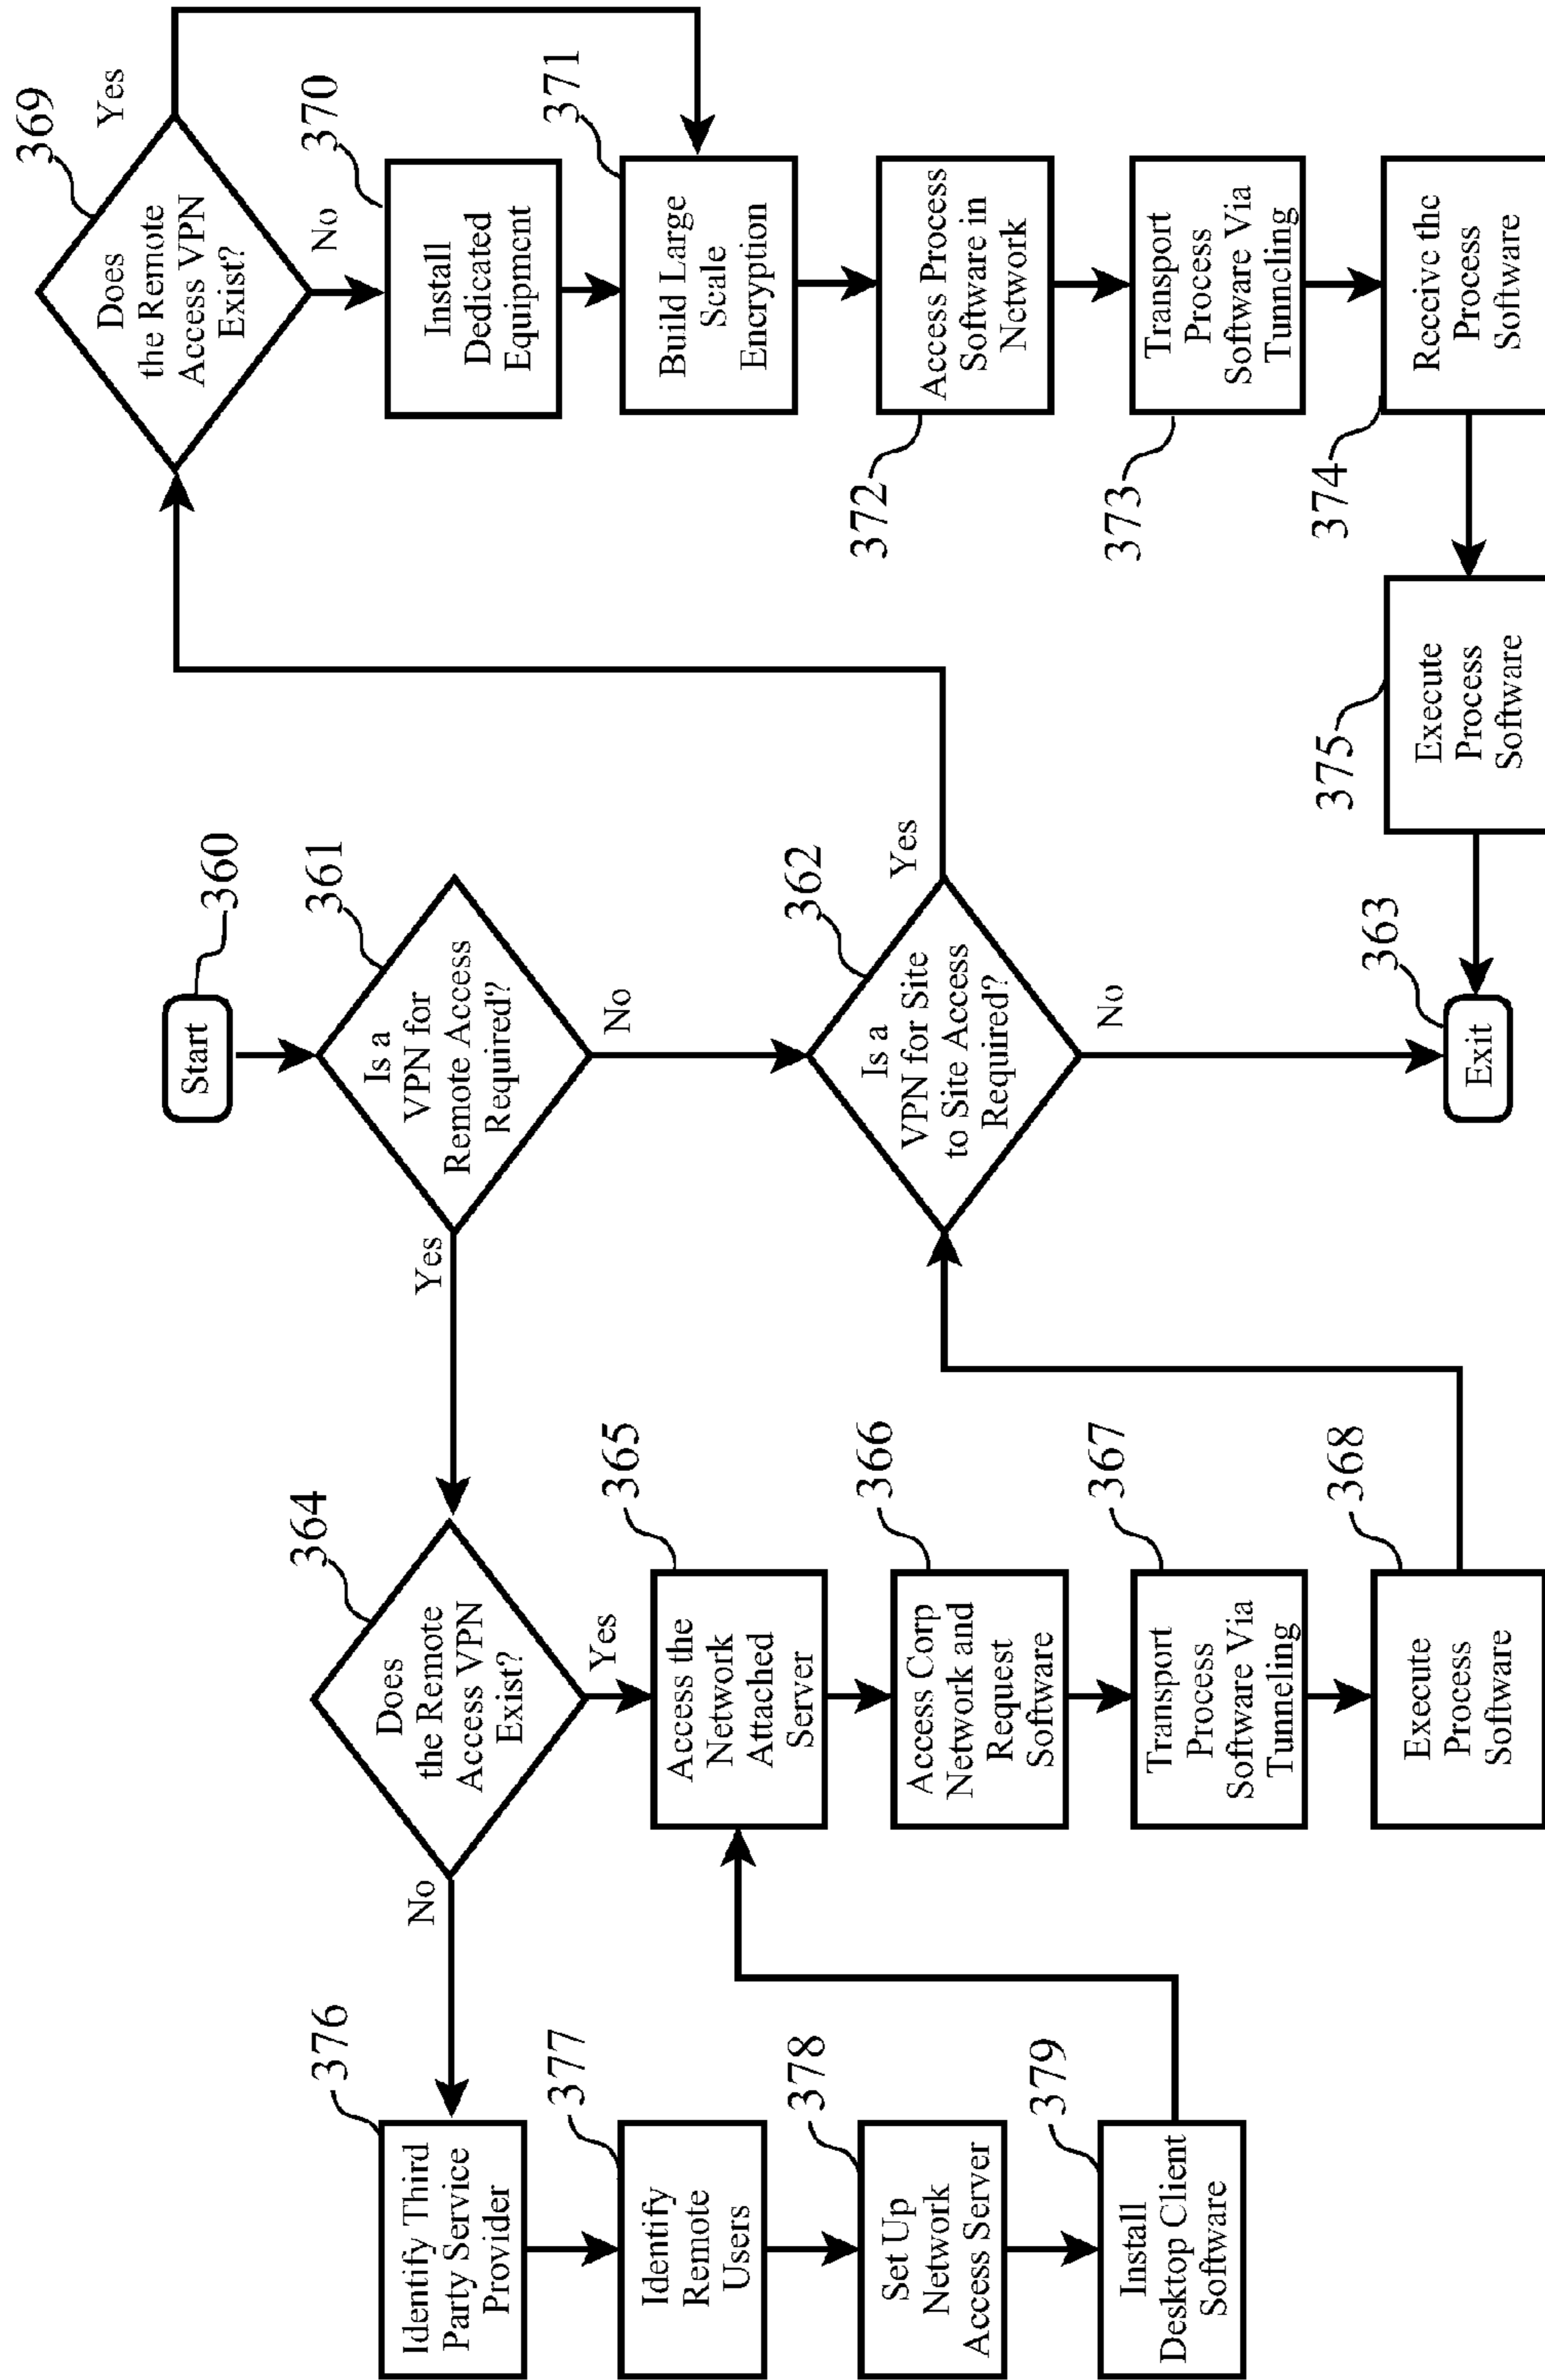 360
Start
361
Is a
VPN for
Remote Access
Required?
Yes
No
362
Is a
VPN for Site
to Site Access
Required?
Yes
No
363
Exit
364
Does
the Remote
Access VPN
Exist?
No
Yes
365
Access the
Network
Attached
Server
366
Access Corp
Network and
Request
Software
367
Transport
Process
Software Via
Tunneling
368
Execute
Process
Software
369
Does
the Remote
Access VPN
Exist?
Yes
No
370
Install
Dedicated
Equipment
371
Build Large
Scale
Encryption
372
Access Process
Software in
Network
373
Transport
Process
Software Via
Tunneling
374
Receive the
Process
Software
375
Execute
Process
Software
376
Identify Third
Party Service
Provider
377
Identify
Remote
Users
378
Set Up
Network
Access Server
379
Install
Desktop Client
Software